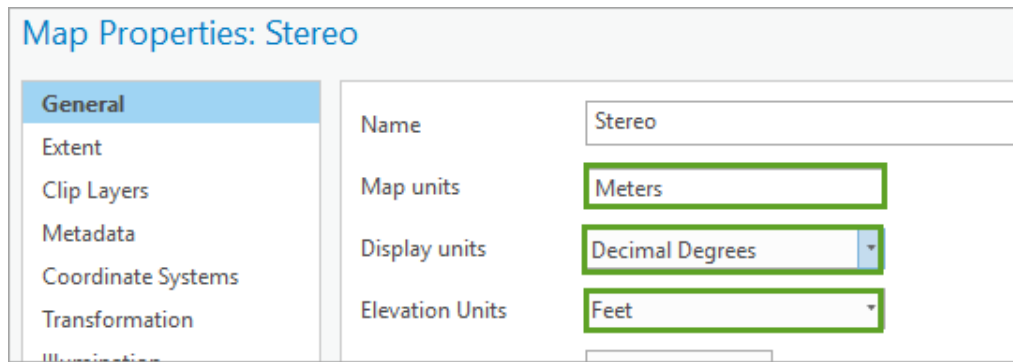 Map Properties: Stereo
General
Extent
Clip Layers
Metadata
Coordinate Systems
Transformation
Name
Stereo
Map units
Meters
Display units
Decimal Degrees
Elevation Units
Feet